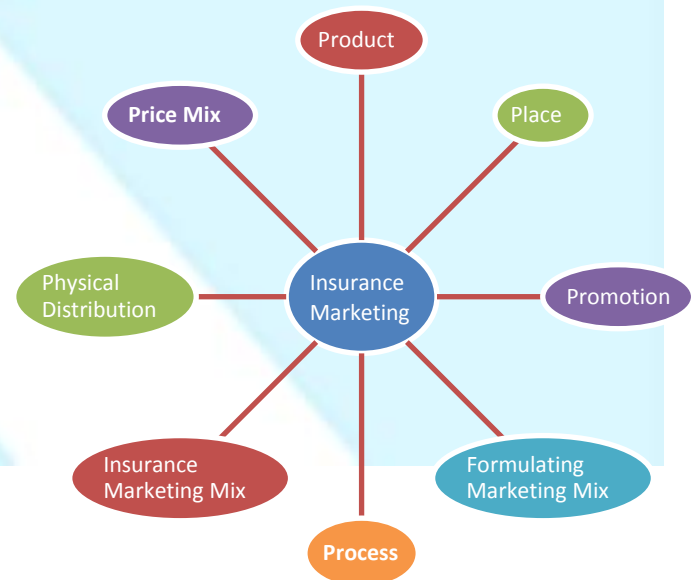 Product
Price Mix
Place
Physical
Distribution
Insurance
Marketing
Promotion
Insurance
Marketing Mix
Formulating
Marketing Mix
Process